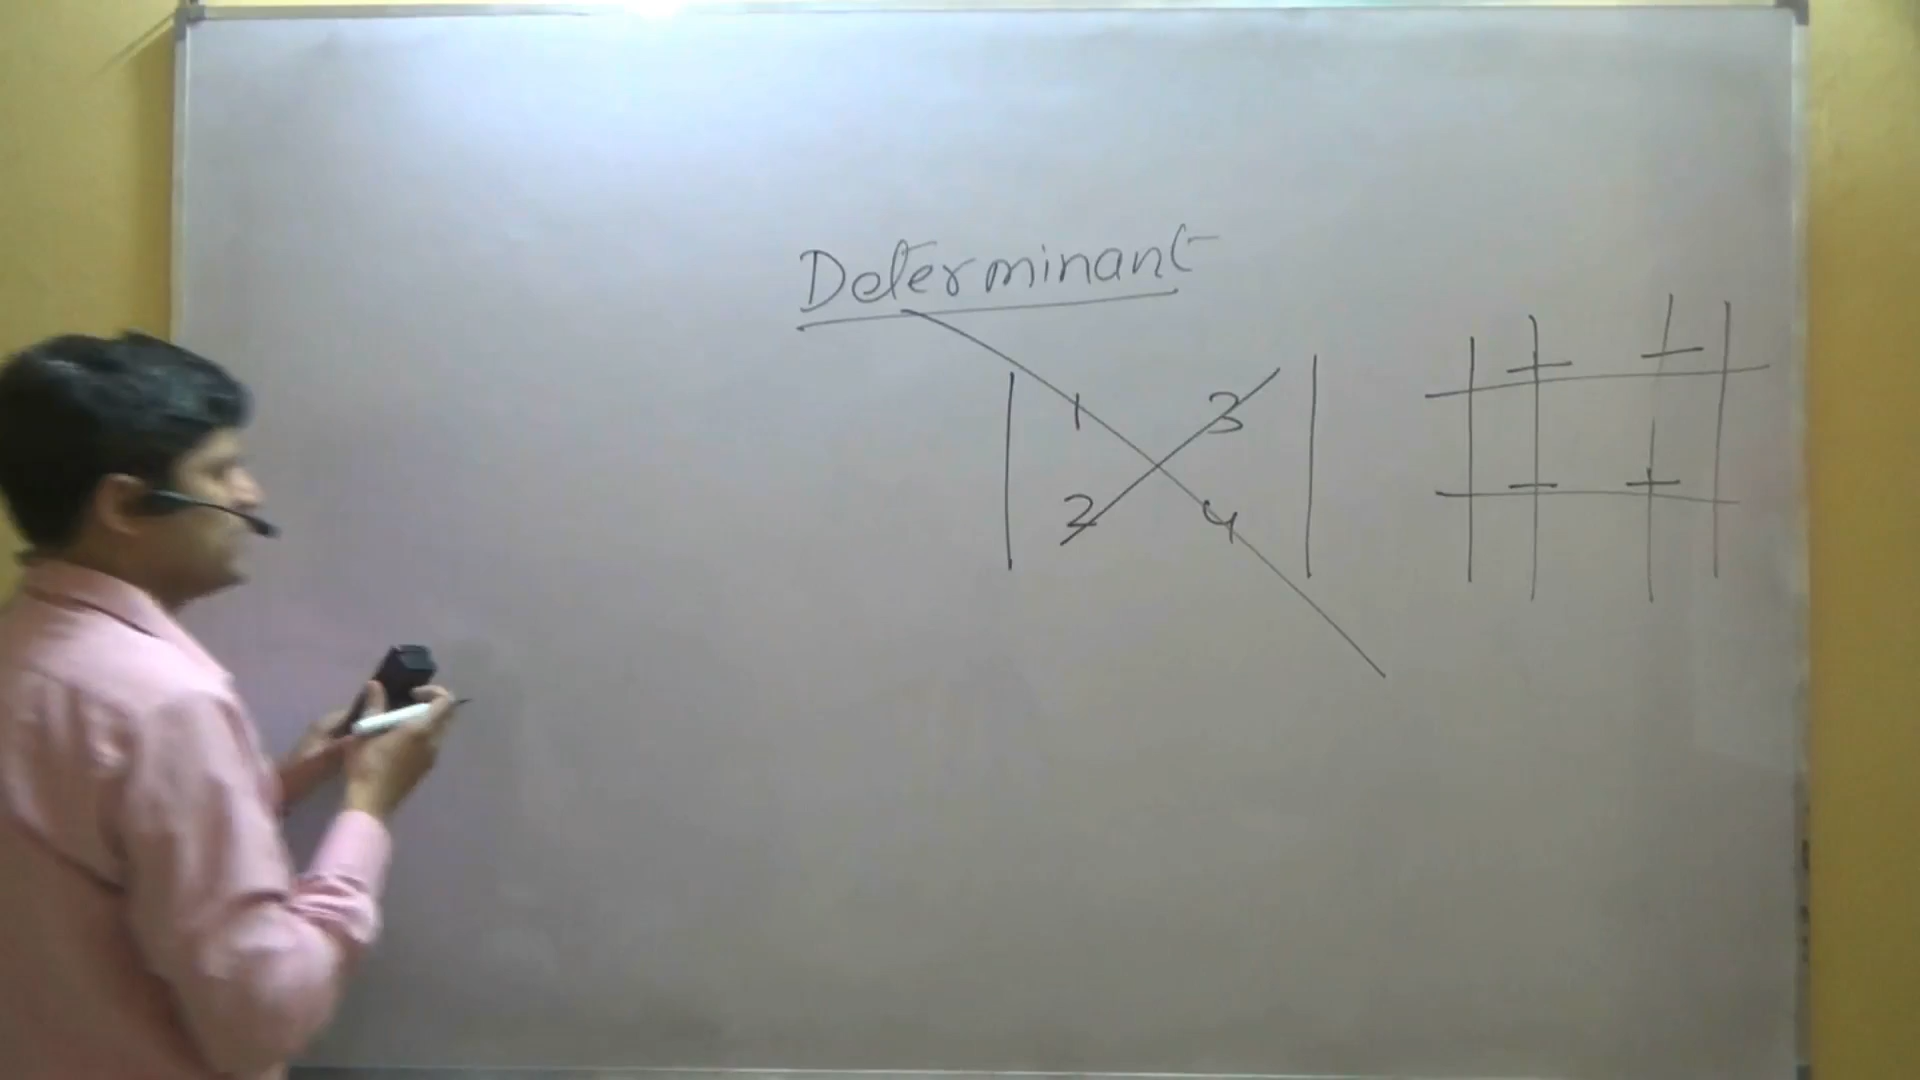 Determinant
| 1 3 |
| 2 4 |
+ -
- +